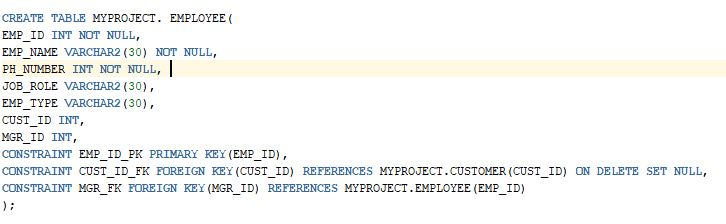 CREATE TABLE MYPROJECT. EMPLOYEE(
EMP_ID INT NOT NULL,
EMP_NAME VARCHAR2(30) NOT NULL,
PH_NUMBER INT NOT NULL,
JOB_ROLE VARCHAR2(30),
EMP_TYPE VARCHAR2(30),
CUST_ID INT,
MGR_ID INT,
CONSTRAINT EMP_ID_PK PRIMARY KEY(EMP_ID),
CONSTRAINT CUST_ID_FK FOREIGN KEY(CUST_ID) REFERENCES MYPROJECT.CUSTOMER(CUST_ID) ON DELETE SET NULL,
CONSTRAINT MGR_FK FOREIGN KEY(MGR_ID) REFERENCES MYPROJECT.EMPLOYEE(EMP_ID)
);